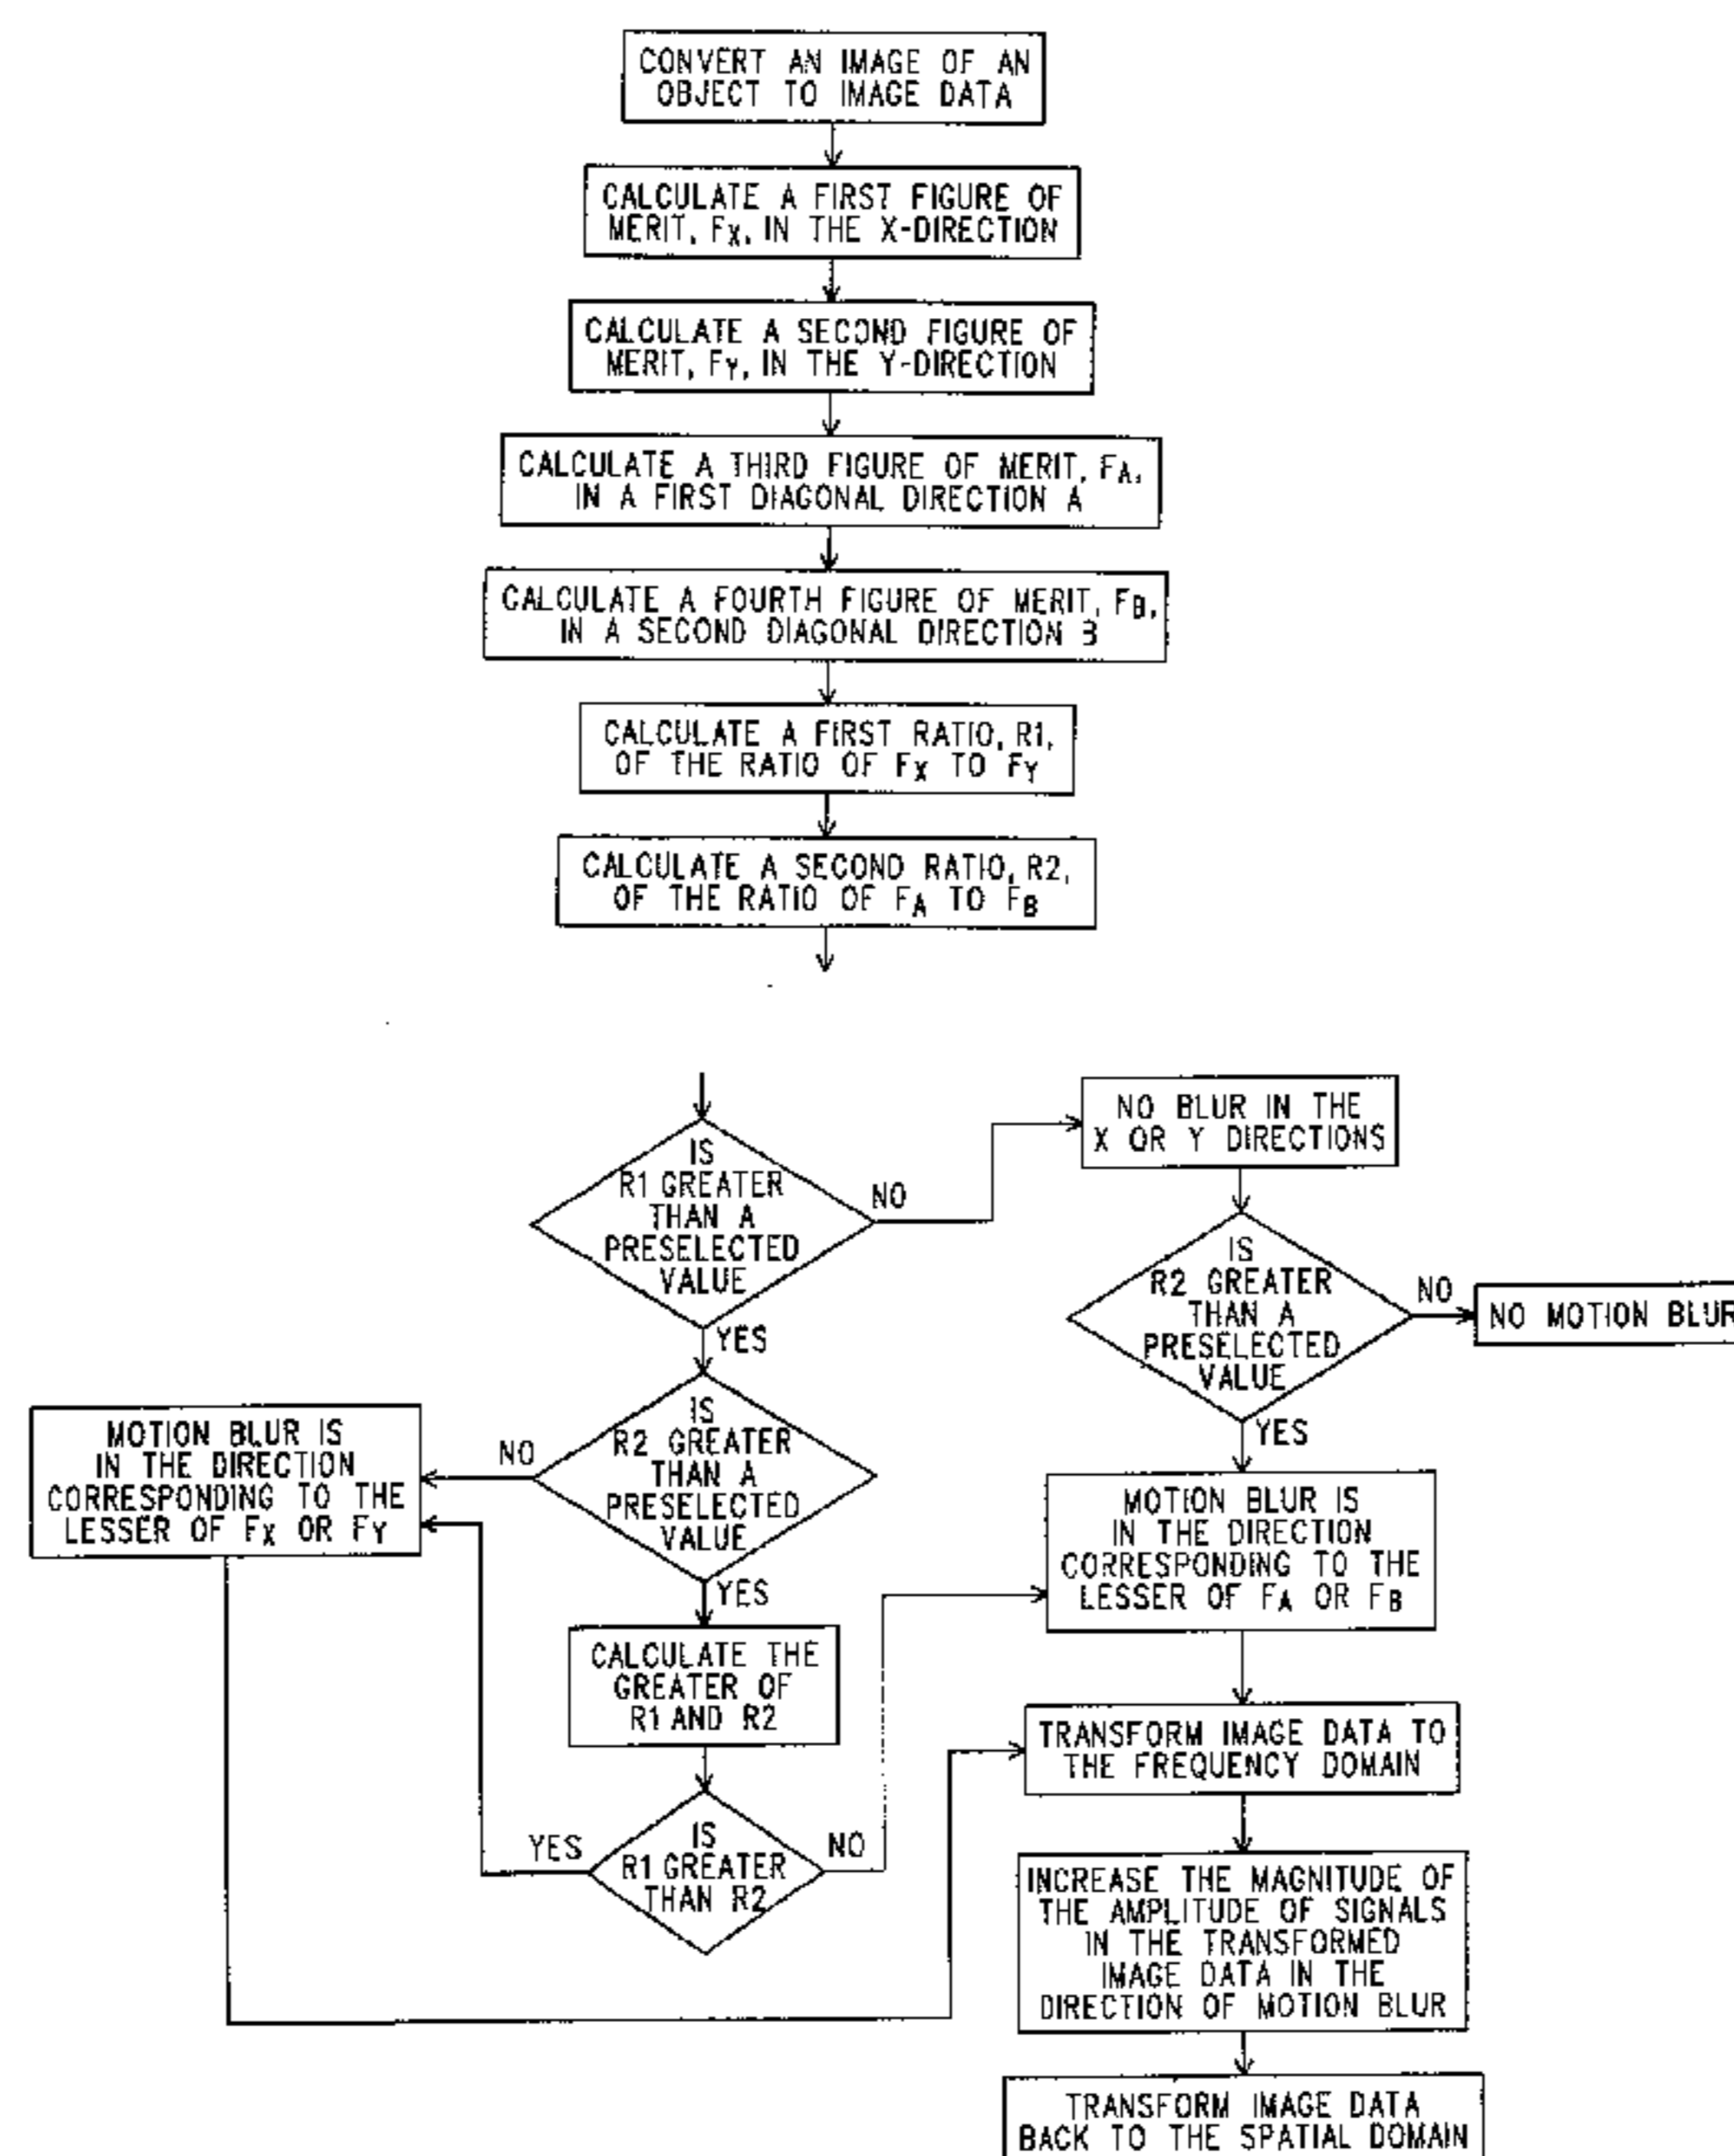 CONVERT AN IMAGE OF AN
OBJECT TO IMAGE DATA
CALCULATE A FIRST FIGURE OF
MERIT, FX, IN THE X-DIRECTION
CALCULATE A SECOND FIGURE OF
MERIT, FY, IN THE Y-DIRECTION
CALCULATE A THIRD FIGURE OF MERIT, FA,
IN A FIRST DIAGONAL DIRECTION A
CALCULATE A FOURTH FIGURE OF MERIT, FB,
IN A SECOND DIAGONAL DIRECTION B
CALCULATE A FIRST RATIO, R1,
OF THE RATIO OF FX TO FY
CALCULATE A SECOND RATIO, R2,
OF THE RATIO OF FA TO FB
IS
R1 GREATER
THAN A
PRESELECTED
VALUE
NO
YES
NO BLUR IN THE
X OR Y DIRECTIONS
IS
R2 GREATER
THAN A
PRESELECTED
VALUE
NO
NO MOTION BLUR
YES
IS
R2 GREATER
THAN A
PRESELECTED
VALUE
NO
YES
MOTION BLUR IS
IN THE DIRECTION
CORRESPONDING TO THE
LESSER OF FX OR FY
MOTION BLUR IS
IN THE DIRECTION
CORRESPONDING TO THE
LESSER OF FA OR FB
CALCULATE THE
GREATER OF
R1 AND R2
IS
R1 GREATER
THAN R2
YES
NO
TRANSFORM IMAGE DATA TO
THE FREQUENCY DOMAIN
INCREASE THE MAGNITUDE OF
THE AMPLITUDE OF SIGNALS
IN THE TRANSFORMED
IMAGE DATA IN THE
DIRECTION OF MOTION BLUR
TRANSFORM IMAGE DATA
BACK TO THE SPATIAL DOMAIN